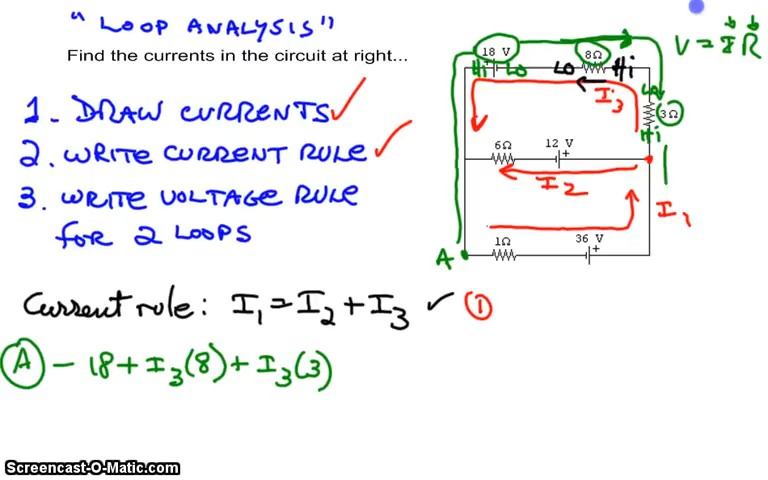 "LOOP ANALYSIS"
Find the currents in the circuit at right...
1. DRAW CURRENTS
2. WRITE CURRENT RULE
3. WRITE VOLTAGE RULE
FOR 2 LOOPS
18 V
8Ω
V = IR
Hi LO
LO Hi
+
I₃
LO
3Ω
Hi
6Ω
12 V
+
I₂
I₁
1Ω
36 V
+
A
Current rule: I₁ = I₂ + I₃ ✓ ①
Ⓐ - 18 + I₃(8) + I₃(3)
Screencast-O-Matic.com